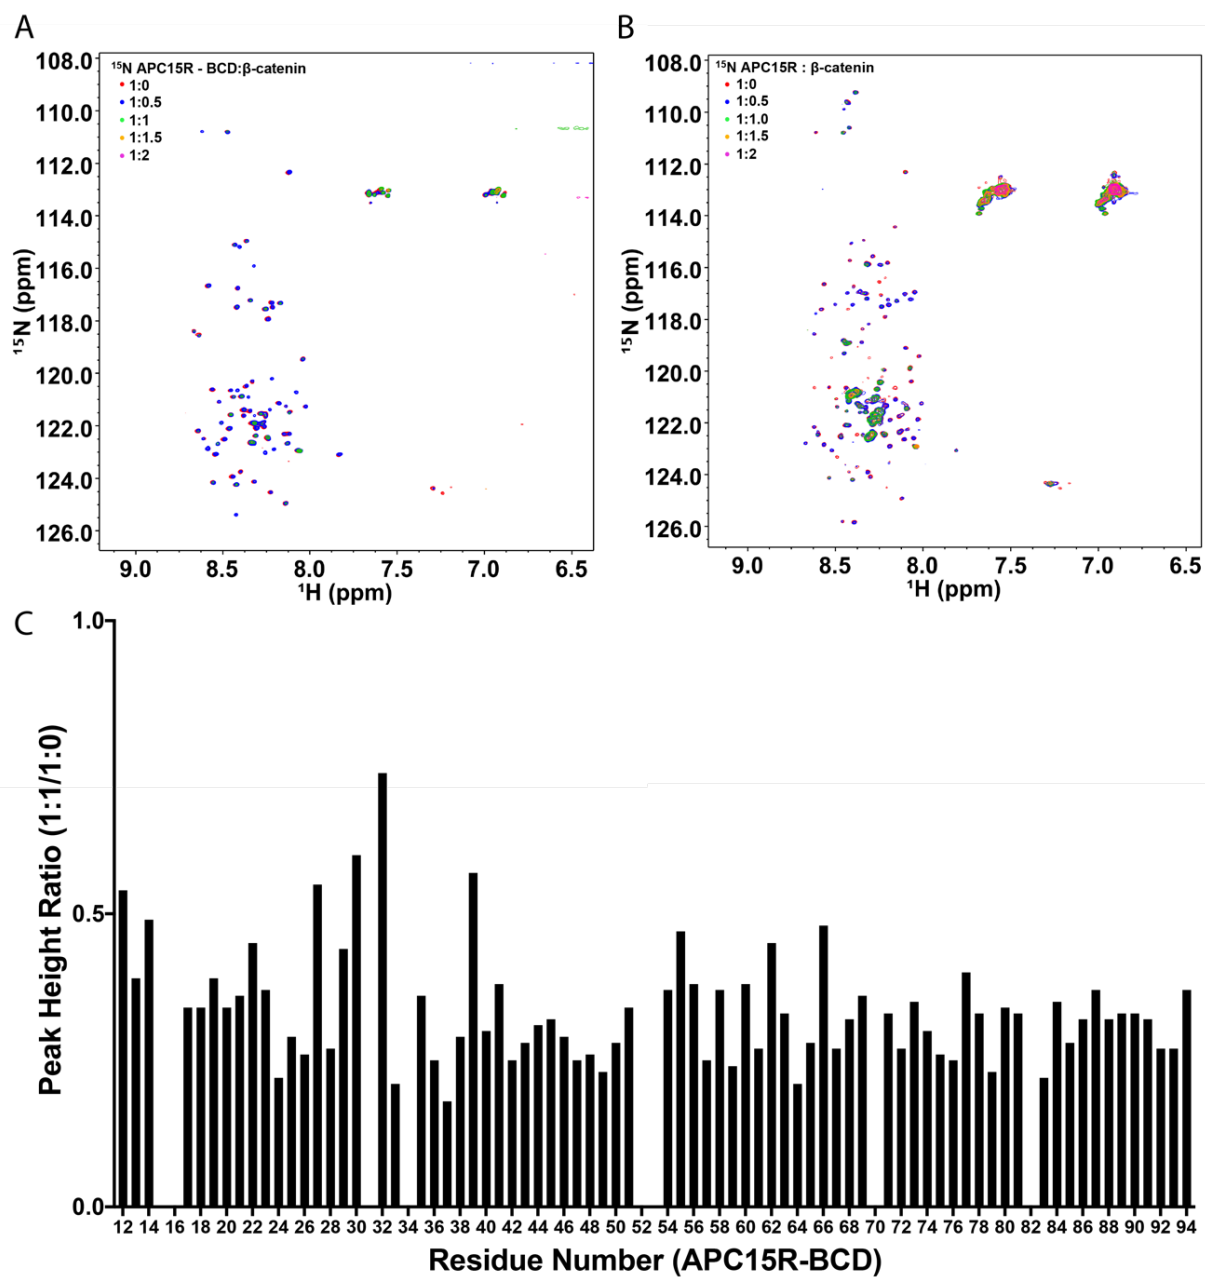 A
108.0
110.0
112.0
114.0
116.0
118.0
120.0
122.0
124.0
126.0
¹⁵N (ppm)
¹⁵N APC15R - BCD:β-catenin
1:0
1:0.5
1:1
1:1.5
1:2
9.0 8.5 8.0 7.5 7.0 6.5
¹H (ppm)
B
108.0
110.0
112.0
114.0
116.0
118.0
120.0
122.0
124.0
126.0
¹⁵N (ppm)
¹⁵N APC15R : β-catenin
1:0
1:0.5
1:1.0
1:1.5
1:2
9.0 8.5 8.0 7.5 7.0 6.5
¹H (ppm)
C
1.0
0.5
0.0
Peak Height Ratio (1:1/1:0)
12 14 16 18 20 22 24 26 28 30 32 34 36 38 40 42 44 46 48 50 52 54 56 58 60 62 64 66 68 70 72 74 76 78 80 82 84 86 88 90 92 94
Residue Number (APC15R-BCD)